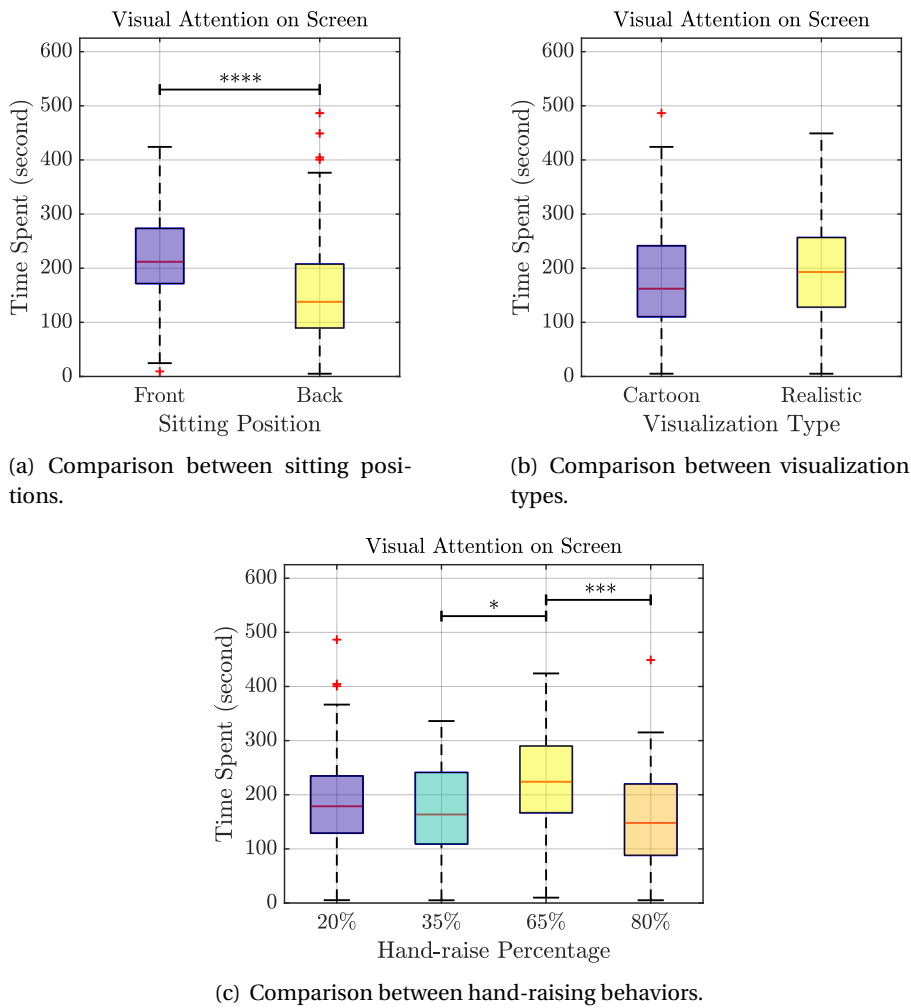 Visual Attention on Screen
600
500
400
300
200
100
0
Time Spent (second)
****
Front Back
Sitting Position
(a) Comparison between sitting posi-
tions.
Visual Attention on Screen
600
500
400
300
200
100
0
Time Spent (second)
Cartoon Realistic
Visualization Type
(b) Comparison between visualization
types.
Visual Attention on Screen
600
500
400
300
200
100
0
Time Spent (second)
* ***
20% 35% 65% 80%
Hand-raise Percentage
(c) Comparison between hand-raising behaviors.